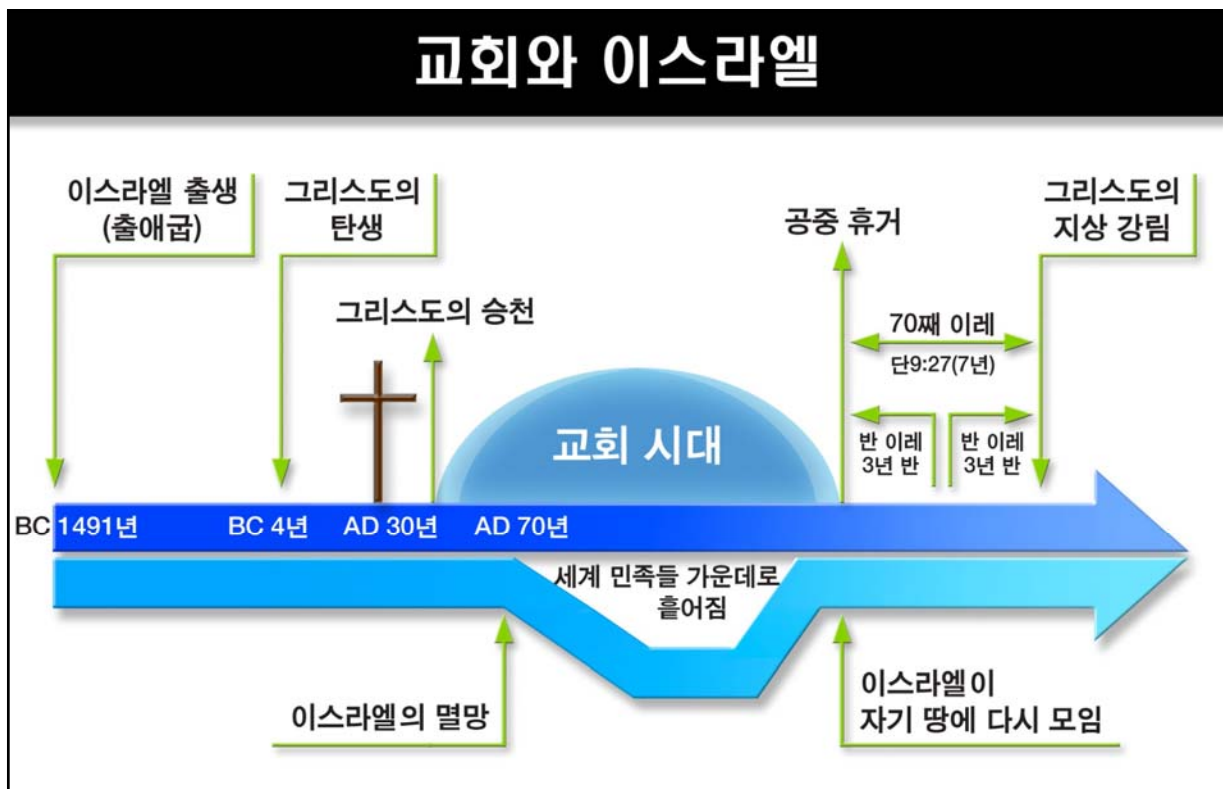 교회와 이스라엘
이스라엘 출생
(출애굽)
그리스도의
탄생
그리스도의 승천
공중 휴거
그리스도의
지상 강림
70째 이레
단9:27(7년)
반 이레
3년 반
반 이레
3년 반
교회 시대
BC 1491년
BC 4년
AD 30년
AD 70년
세계 민족들 가운데로
흩어짐
이스라엘의 멸망
이스라엘이
자기 땅에 다시 모임